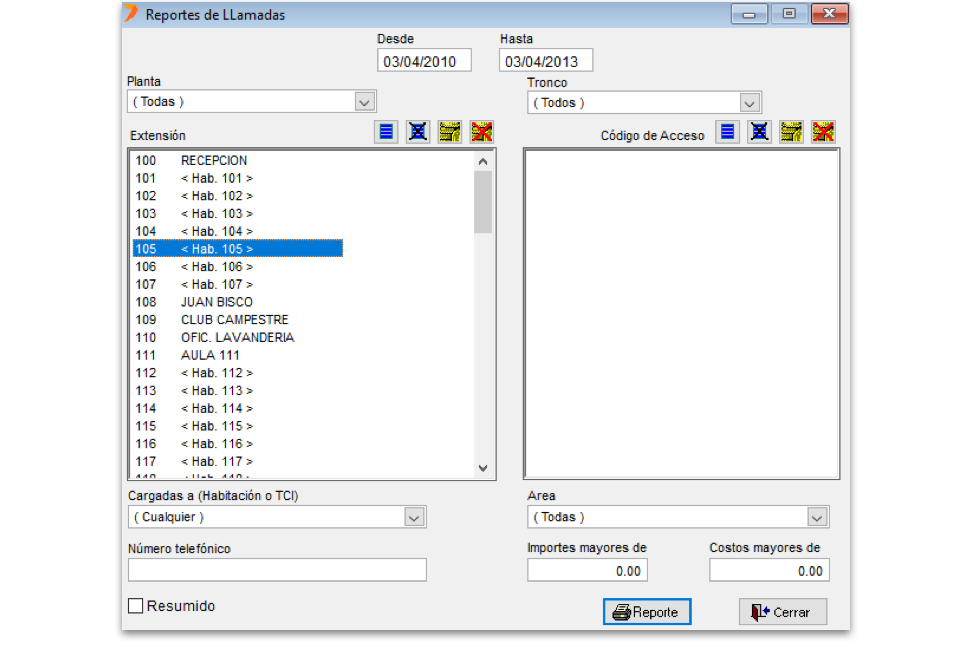 Reportes de LLamadas
Desde
Hasta
03/04/2010
03/04/2013
Planta
Tronco
( Todas )
( Todos )
Extensión
Código de Acceso
100 RECEPCION
101 < Hab. 101 >
102 < Hab. 102 >
103 < Hab. 103 >
104 < Hab. 104 >
105 < Hab. 105 >
106 < Hab. 106 >
107 < Hab. 107 >
108 JUAN BISCO
109 CLUB CAMPESTRE
110 OFIC. LAVANDERIA
111 AULA 111
112 < Hab. 112 >
113 < Hab. 113 >
114 < Hab. 114 >
115 < Hab. 115 >
116 < Hab. 116 >
117 < Hab. 117 >
Cargadas a (Habitación o TCI)
Area
( Cualquier )
( Todas )
Número telefónico
Importes mayores de
Costos mayores de
0.00
0.00
Resumido
Reporte
Cerrar